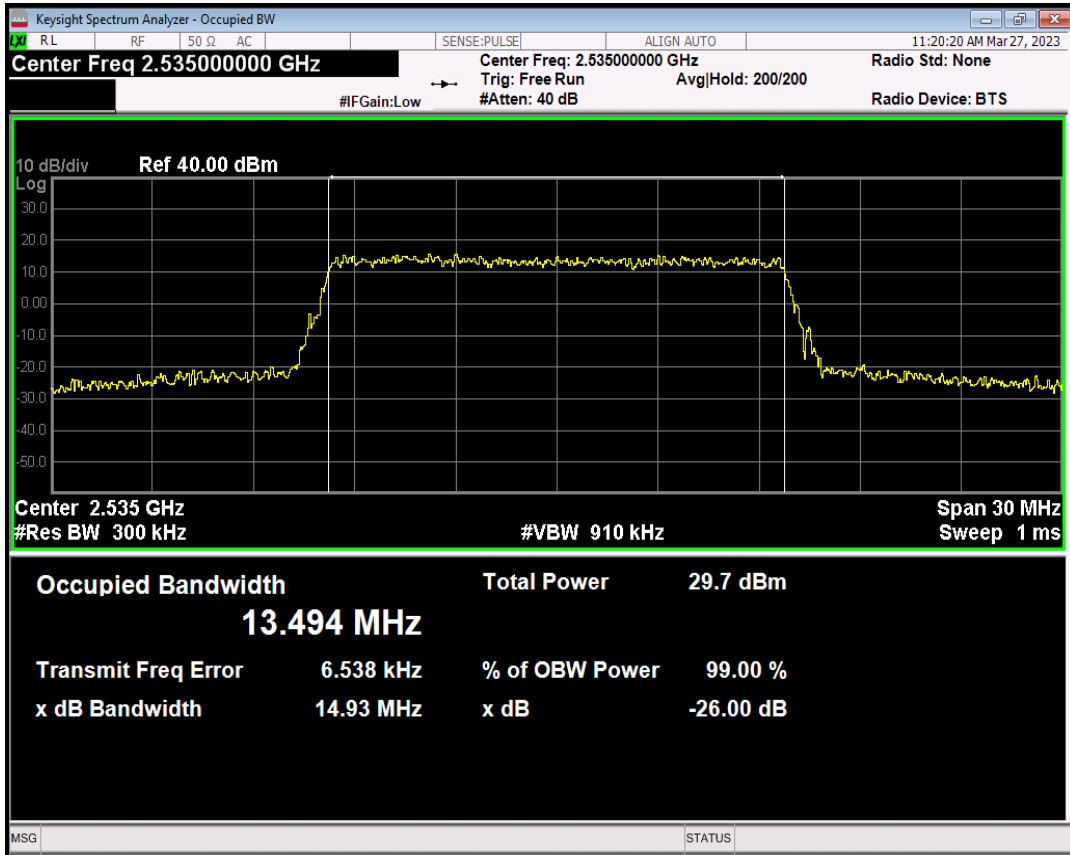 Keysight Spectrum Analyzer - Occupied BW
LXI RL RF 50 Ω AC SENSE:PULSE ALIGN AUTO 11:20:20 AM Mar 27, 2023
Center Freq 2.535000000 GHz Center Freq: 2.535000000 GHz Radio Std: None
Trig: Free Run Avg|Hold: 200/200
#IFGain:Low #Atten: 40 dB Radio Device: BTS
10 dB/div Ref 40.00 dBm
Log
30.0
20.0
10.0
0.00
-10.0
-20.0
-30.0
-40.0
-50.0
Center 2.535 GHz Span 30 MHz
#Res BW 300 kHz #VBW 910 kHz Sweep 1 ms
Occupied Bandwidth Total Power 29.7 dBm
13.494 MHz
Transmit Freq Error 6.538 kHz % of OBW Power 99.00 %
x dB Bandwidth 14.93 MHz x dB -26.00 dB
MSG STATUS